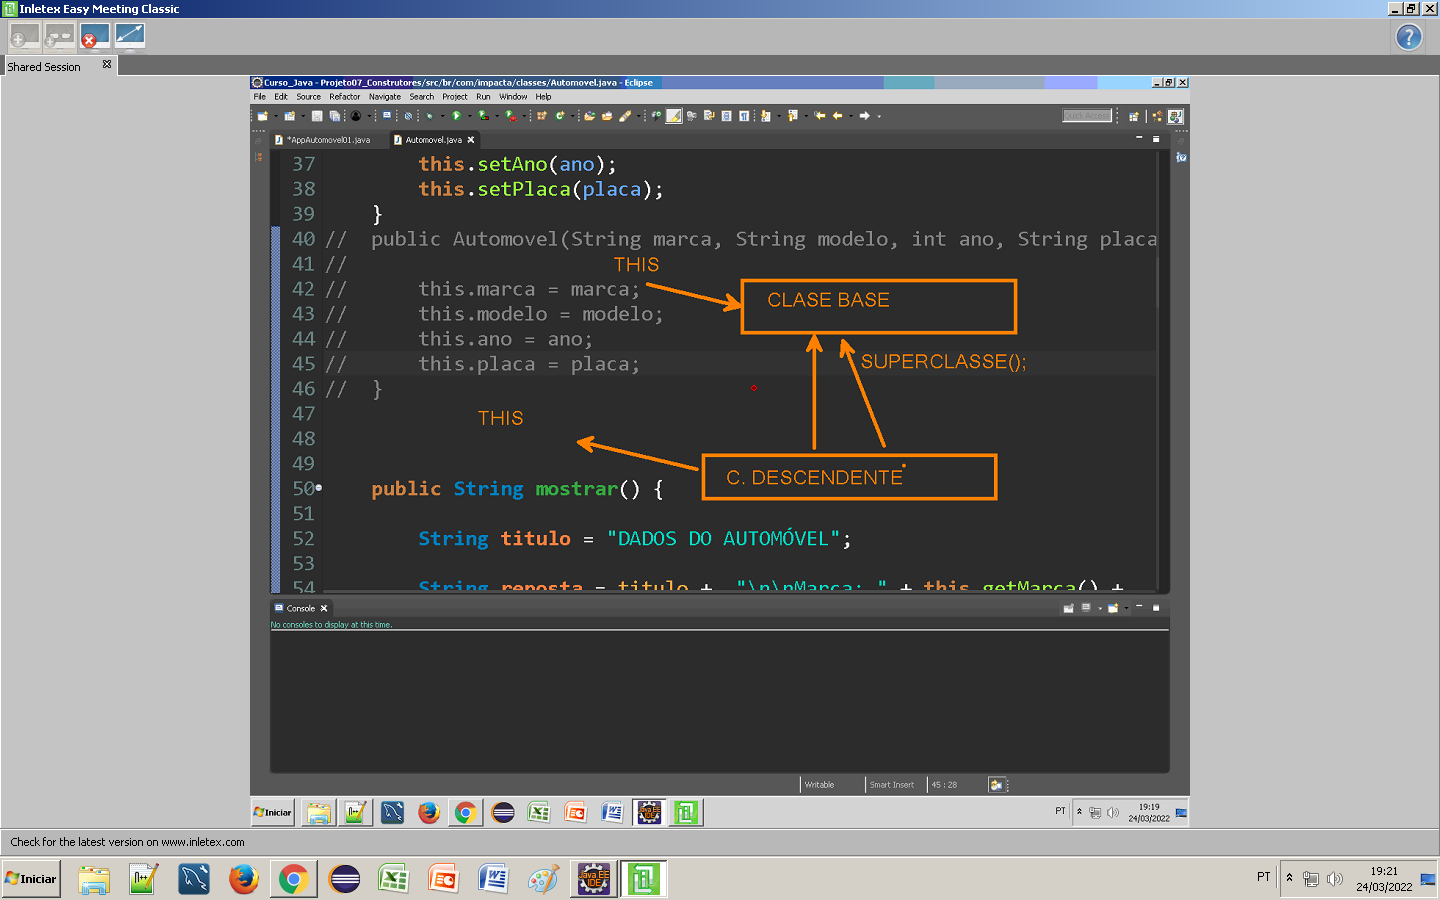 Inletex Easy Meeting Classic
Shared Session
Curso_Java - Projeto07_Construtores/src/br/com/impacta/classes/Automovel.java - Eclipse
File Edit Source Refactor Navigate Search Project Run Window Help
Quick Access
*AppAutomovel01.java Automovel.java
37 this.setAno(ano);
38 this.setPlaca(placa);
39 }
40 // public Automovel(String marca, String modelo, int ano, String placa
41 //
THIS
42 // this.marca = marca;
CLASE BASE
43 // this.modelo = modelo;
44 // this.ano = ano;
45 // this.placa = placa;
SUPERCLASSE();
46 // }
47
THIS
48
49
C. DESCENDENTE
50 public String mostrar() {
51
52 String titulo = "DADOS DO AUTOMÓVEL";
53
54 String reposta = titulo + "\n\nMarca: " + this.getMarca() +
Console
No consoles to display at this time.
Writable Smart Insert 45 : 28
Iniciar
PT
19:19
24/03/2022
Check for the latest version on www.inletex.com
Iniciar
Java EE
IDE
PT
19:21
24/03/2022